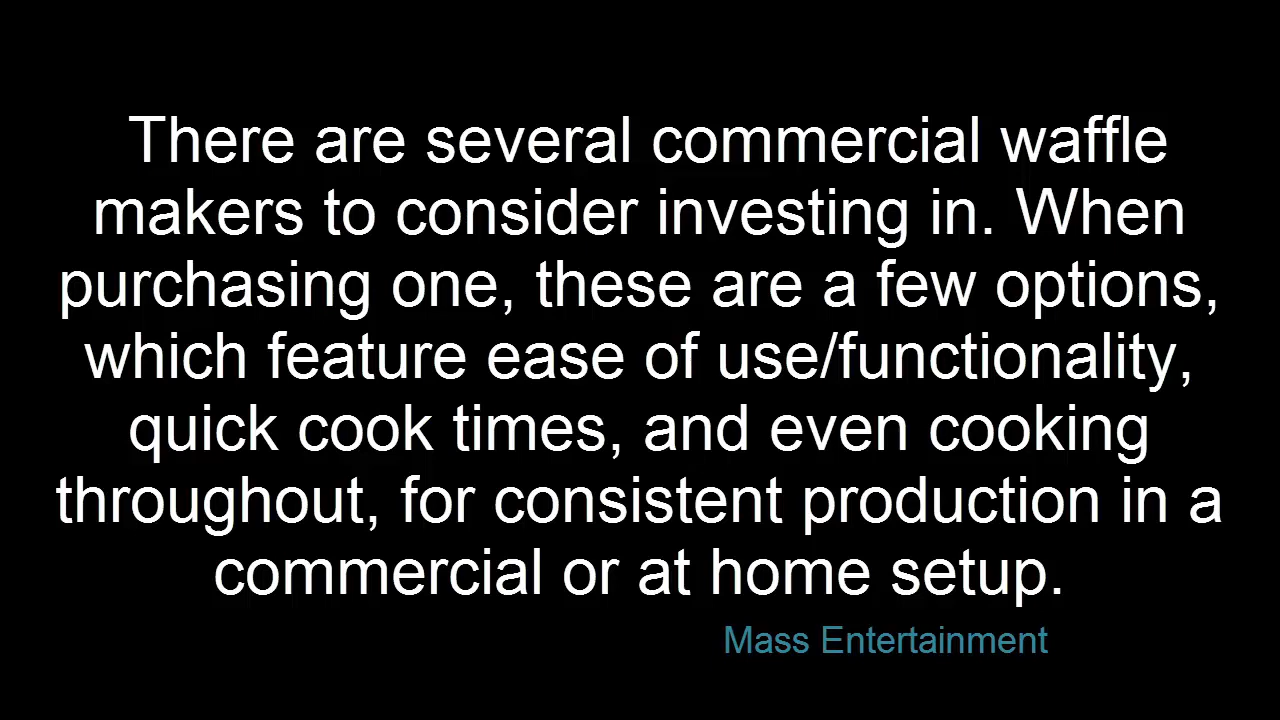 There are several commercial waffle
makers to consider investing in. When
purchasing one, these are a few options,
which feature ease of use/functionality,
quick cook times, and even cooking
throughout, for consistent production in a
commercial or at home setup.
Mass Entertainment